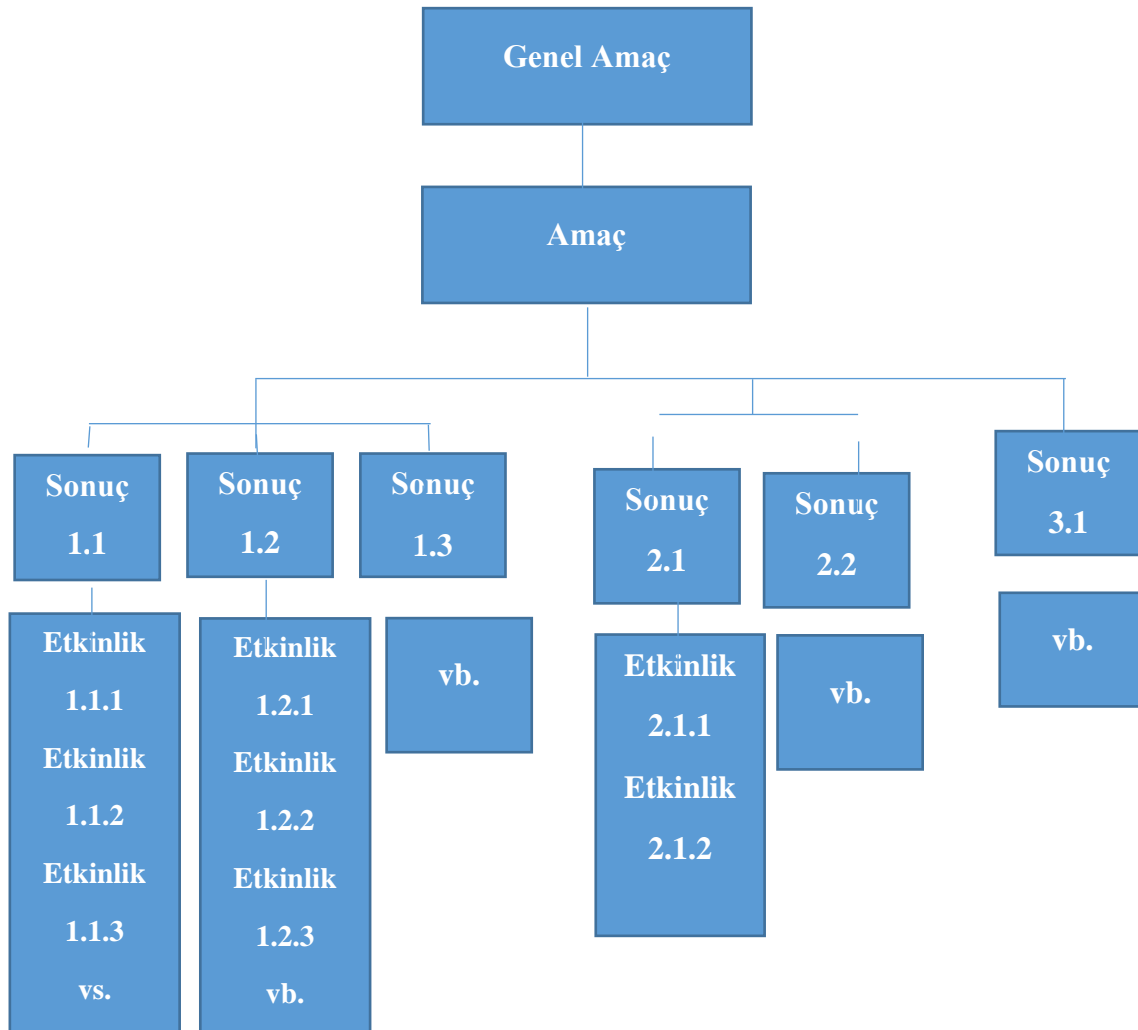 Genel Amaç
Amaç
Sonuç
1.1
Sonuç
1.2
Sonuç
1.3
Sonuç
2.1
Sonuç
2.2
Sonuç
3.1
Etkinlik
1.1.1
Etkinlik
1.1.2
Etkinlik
1.1.3
vs.
Etkinlik
1.2.1
Etkinlik
1.2.2
Etkinlik
1.2.3
vb.
vb.
Etkinlik
2.1.1
Etkinlik
2.1.2
vb.
vb.